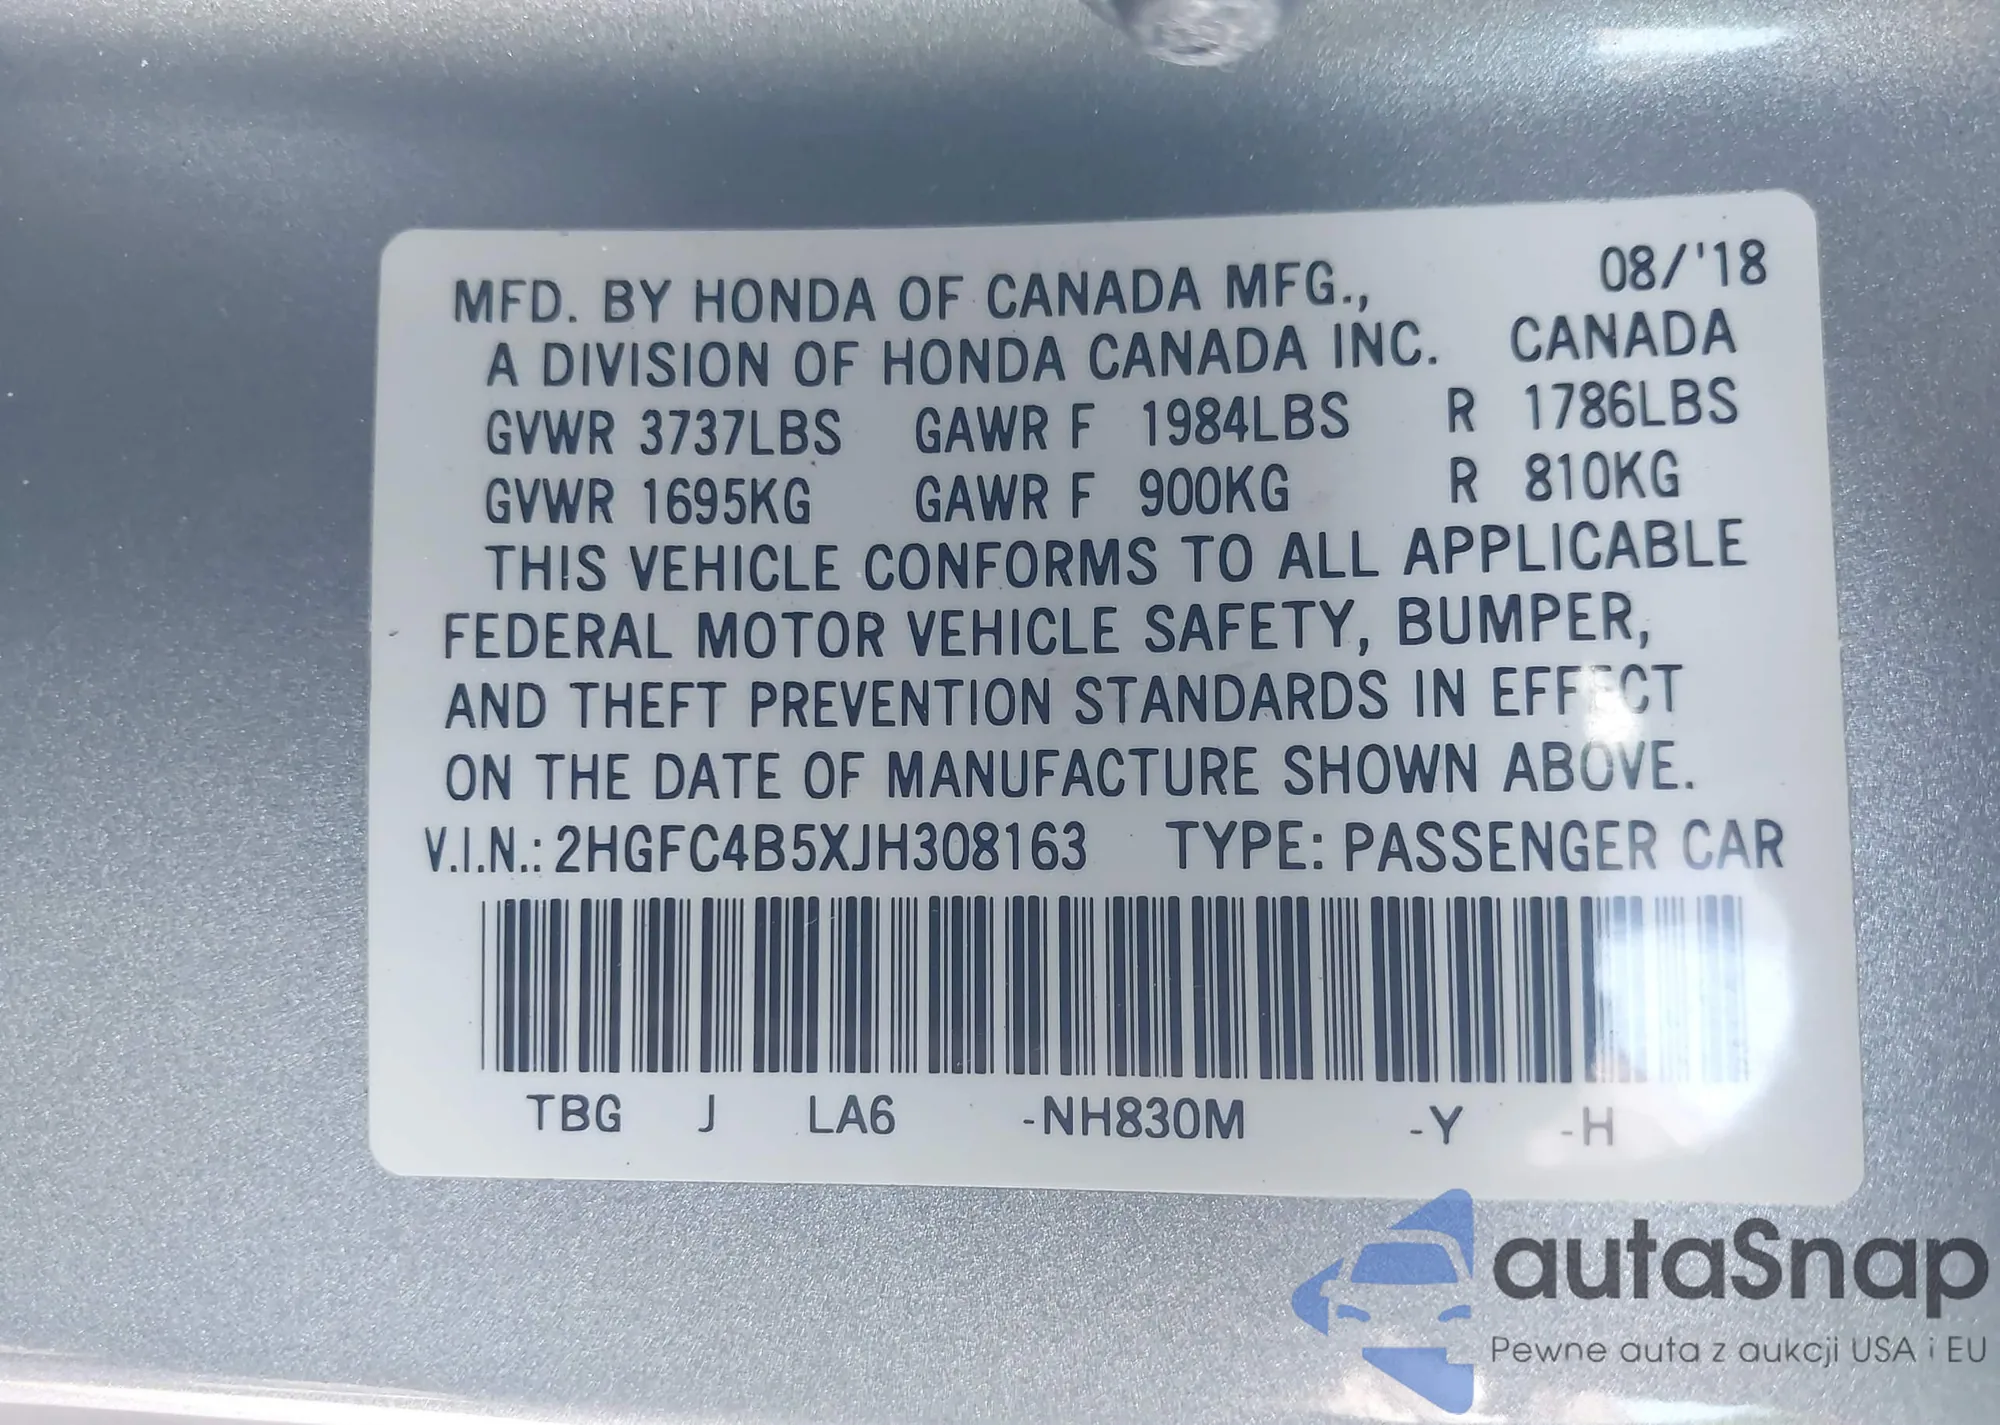 MFD. BY HONDA OF CANADA MFG., 08/'18
A DIVISION OF HONDA CANADA INC. CANADA
GVWR 3737LBS GAWR F 1984LBS R 1786LBS
GVWR 1695KG GAWR F 900KG R 810KG
THIS VEHICLE CONFORMS TO ALL APPLICABLE
FEDERAL MOTOR VEHICLE SAFETY, BUMPER,
AND THEFT PREVENTION STANDARDS IN EFFECT
ON THE DATE OF MANUFACTURE SHOWN ABOVE.
V.I.N.: 2HGFC4B5XJH308163 TYPE: PASSENGER CAR
TBG J LA6 -NH830M -Y -H
autaSnap
Pewne auta z aukcji USA i EU